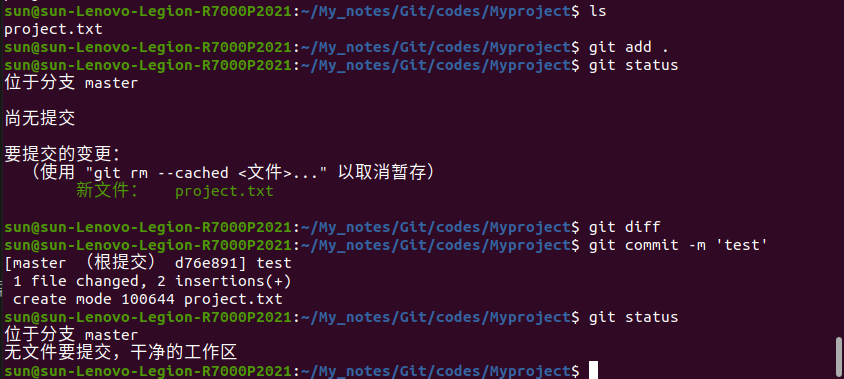 sun@sun-Lenovo-Legion-R7000P2021:~/My_notes/Git/codes/Myproject$ ls
project.txt
sun@sun-Lenovo-Legion-R7000P2021:~/My_notes/Git/codes/Myproject$ git add .
sun@sun-Lenovo-Legion-R7000P2021:~/My_notes/Git/codes/Myproject$ git status
位于分支 master
尚无提交
要提交的变更：
（使用 "git rm --cached <文件>..." 以取消暂存）
新文件： project.txt
sun@sun-Lenovo-Legion-R7000P2021:~/My_notes/Git/codes/Myproject$ git diff
sun@sun-Lenovo-Legion-R7000P2021:~/My_notes/Git/codes/Myproject$ git commit -m 'test'
[master （根提交） d76e891] test
1 file changed, 2 insertions(+)
create mode 100644 project.txt
sun@sun-Lenovo-Legion-R7000P2021:~/My_notes/Git/codes/Myproject$ git status
位于分支 master
无文件要提交，干净的工作区
sun@sun-Lenovo-Legion-R7000P2021:~/My_notes/Git/codes/Myproject$